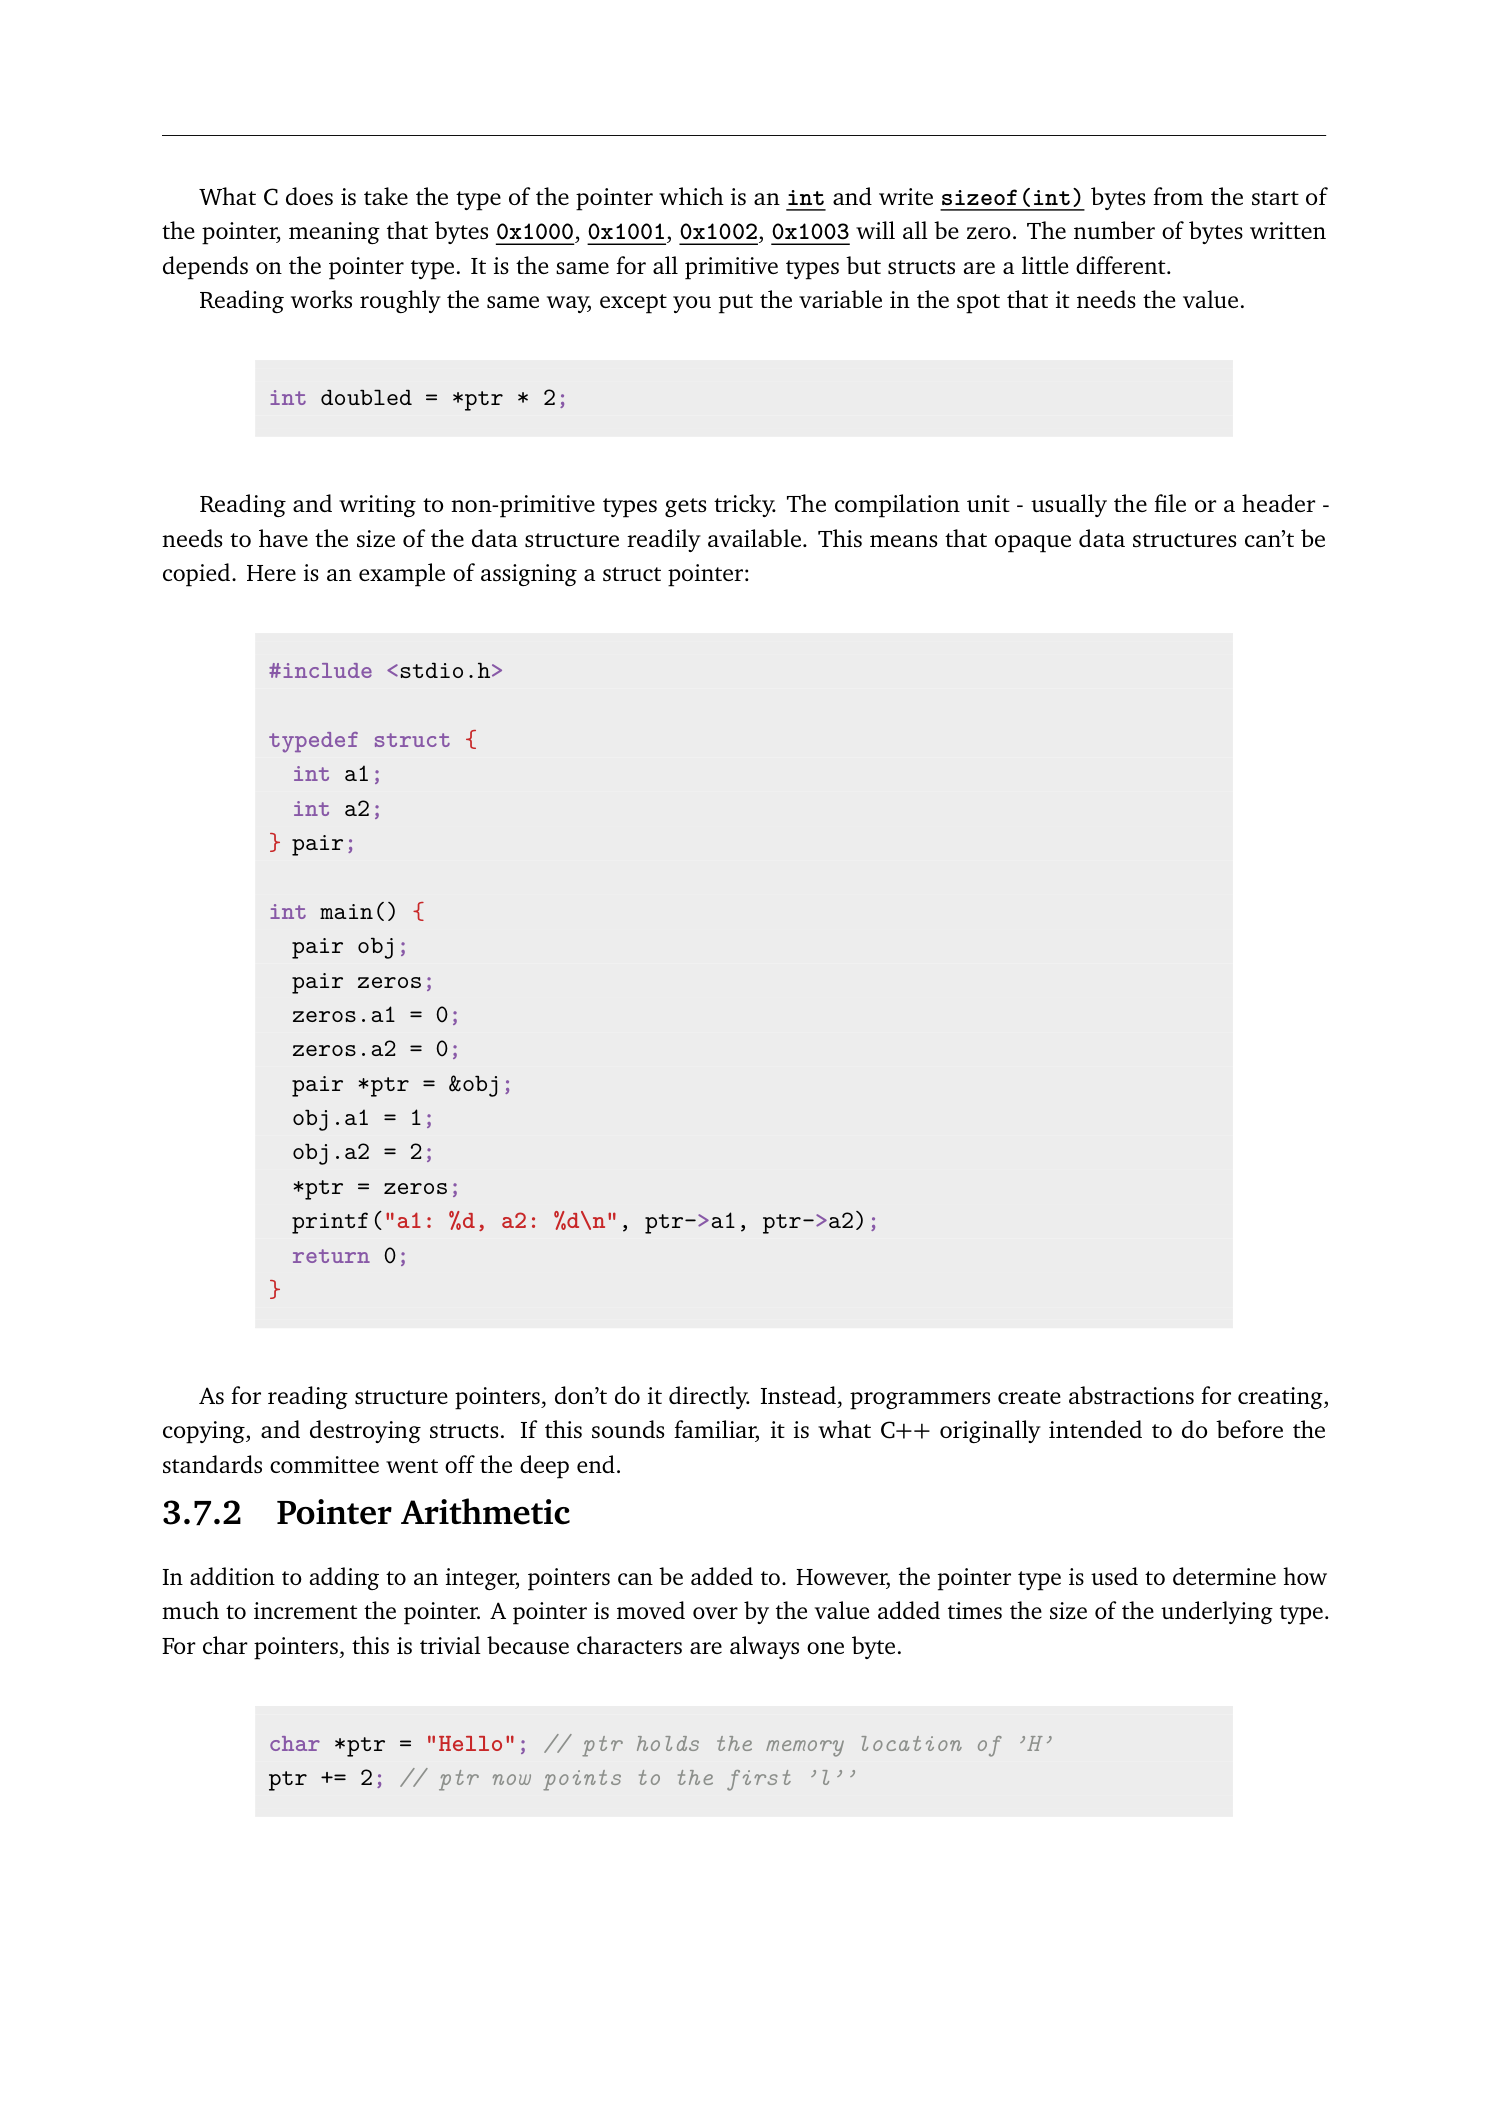 What C does is take the type of the pointer which is an int and write sizeof(int) bytes from the start of
the pointer, meaning that bytes 0x1000, 0x1001, 0x1002, 0x1003 will all be zero. The number of bytes written
depends on the pointer type. It is the same for all primitive types but structs are a little different.
Reading works roughly the same way, except you put the variable in the spot that it needs the value.
int doubled = *ptr * 2;
Reading and writing to non-primitive types gets tricky. The compilation unit - usually the file or a header -
needs to have the size of the data structure readily available. This means that opaque data structures can't be
copied. Here is an example of assigning a struct pointer:
#include <stdio.h>
typedef struct {
  int a1;
  int a2;
} pair;
int main() {
  pair obj;
  pair zeros;
  zeros.a1 = 0;
  zeros.a2 = 0;
  pair *ptr = &obj;
  obj.a1 = 1;
  obj.a2 = 2;
  *ptr = zeros;
  printf("a1: %d, a2: %d\n", ptr->a1, ptr->a2);
  return 0;
}
As for reading structure pointers, don't do it directly. Instead, programmers create abstractions for creating,
copying, and destroying structs. If this sounds familiar, it is what C++ originally intended to do before the
standards committee went off the deep end.
3.7.2 Pointer Arithmetic
In addition to adding to an integer, pointers can be added to. However, the pointer type is used to determine how
much to increment the pointer. A pointer is moved over by the value added times the size of the underlying type.
For char pointers, this is trivial because characters are always one byte.
char *ptr = "Hello"; // ptr holds the memory location of 'H'
ptr += 2; // ptr now points to the first 'l''